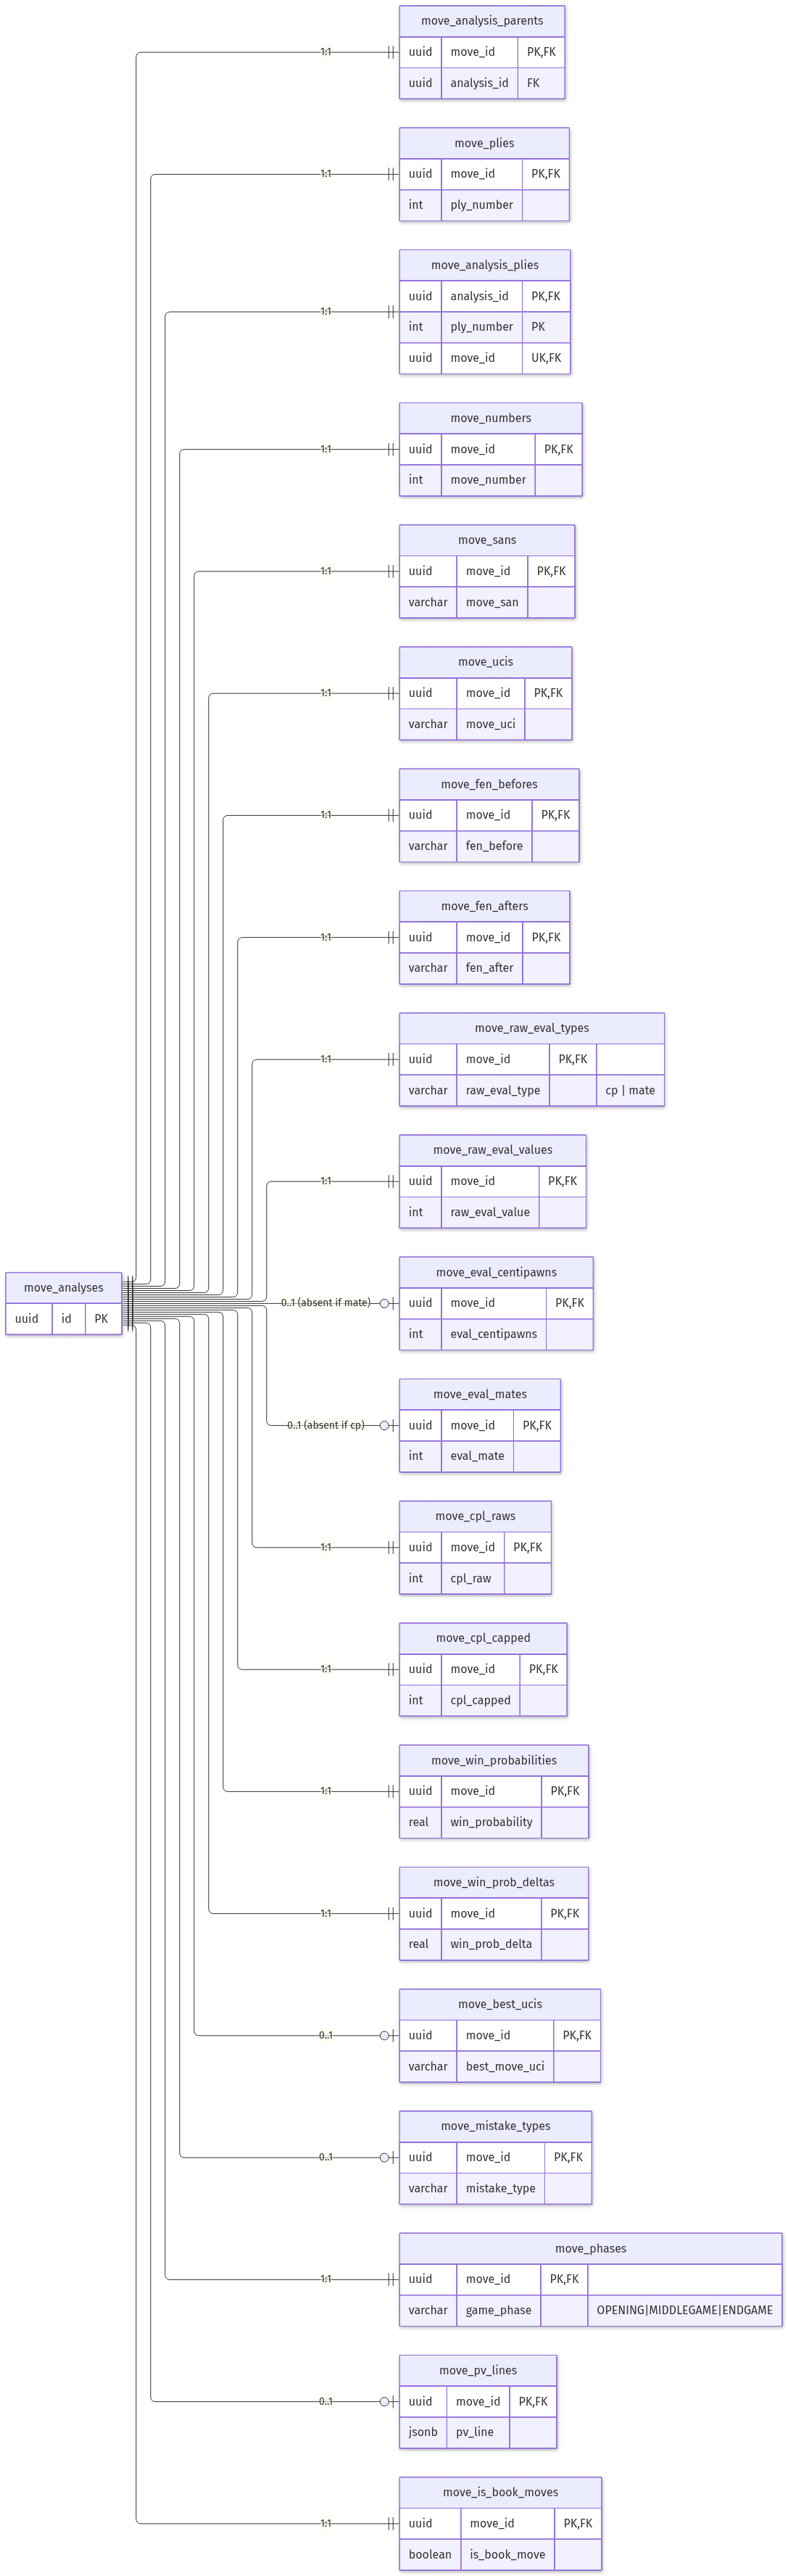 move_analysis_parents
uuid move_id PK,FK
uuid analysis_id FK
1:1
move_plies
uuid move_id PK,FK
int ply_number
1:1
move_analysis_plies
uuid analysis_id PK,FK
int ply_number PK
uuid move_id UK,FK
1:1
move_numbers
uuid move_id PK,FK
int move_number
1:1
move_sans
uuid move_id PK,FK
varchar move_san
1:1
move_ucis
uuid move_id PK,FK
varchar move_uci
1:1
move_fen_befores
uuid move_id PK,FK
varchar fen_before
1:1
move_fen_afters
uuid move_id PK,FK
varchar fen_after
1:1
move_raw_eval_types
uuid move_id PK,FK
varchar raw_eval_type cp | mate
1:1
move_raw_eval_values
uuid move_id PK,FK
int raw_eval_value
1:1
move_analyses
uuid id PK
move_eval_centipawns
uuid move_id PK,FK
int eval_centipawns
0..1 (absent if mate)
move_eval_mates
uuid move_id PK,FK
int eval_mate
0..1 (absent if cp)
move_cpl_raws
uuid move_id PK,FK
int cpl_raw
1:1
move_cpl_capped
uuid move_id PK,FK
int cpl_capped
1:1
move_win_probabilities
uuid move_id PK,FK
real win_probability
1:1
move_win_prob_deltas
uuid move_id PK,FK
real win_prob_delta
1:1
move_best_ucis
uuid move_id PK,FK
varchar best_move_uci
0..1
move_mistake_types
uuid move_id PK,FK
varchar mistake_type
0..1
move_phases
uuid move_id PK,FK
varchar game_phase OPENING|MIDDLEGAME|ENDGAME
1:1
move_pv_lines
uuid move_id PK,FK
jsonb pv_line
0..1
move_is_book_moves
uuid move_id PK,FK
boolean is_book_move
1:1